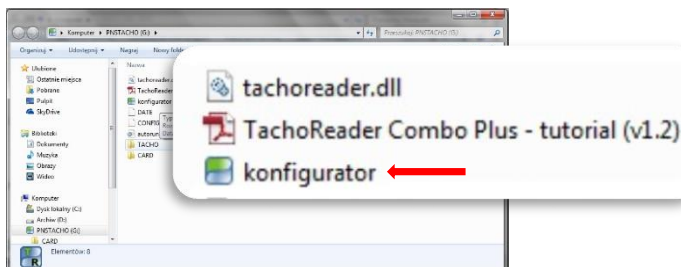 Komputer ▸ PNSTACHO (G:) ▸
Przeszukaj: PNSTACHO (G:)
Organizuj
Udostępnij
Nagraj
Nowy folder
Nazwa
Ulubione
Ostatnie miejsca
Pobrane
Pulpit
SkyDrive
Biblioteki
Dokumenty
Muzyka
Obrazy
Wideo
Komputer
Dysk lokalny (C:)
Archiw (D:)
PNSTACHO (G:)
CARD
tachoreader.d
TachoReader
konfigurator
DATE
CONFIG
autorun
TACHO
CARD
tachoreader.dll
TachoReader Combo Plus - tutorial (v1.2)
konfigurator
Elementów: 8